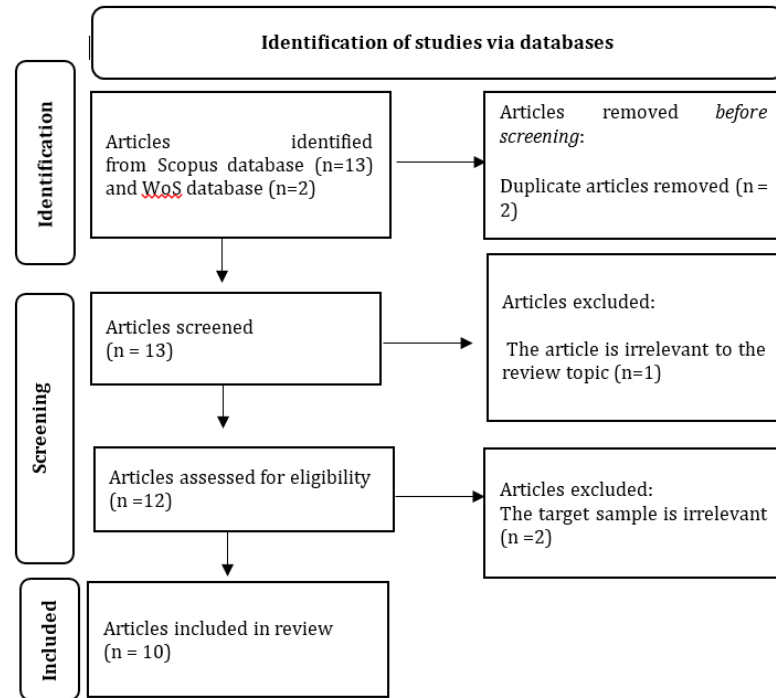 Identification of studies via databases
Identification
Articles identified
from Scopus database (n=13)
and WoS database (n=2)
Articles removed before
screening:
Duplicate articles removed (n =
2)
Screening
Articles screened
(n = 13)
Articles excluded:
The article is irrelevant to the
review topic (n=1)
Articles assessed for eligibility
(n =12)
Articles excluded:
The target sample is irrelevant
(n =2)
Included
Articles included in review
(n = 10)